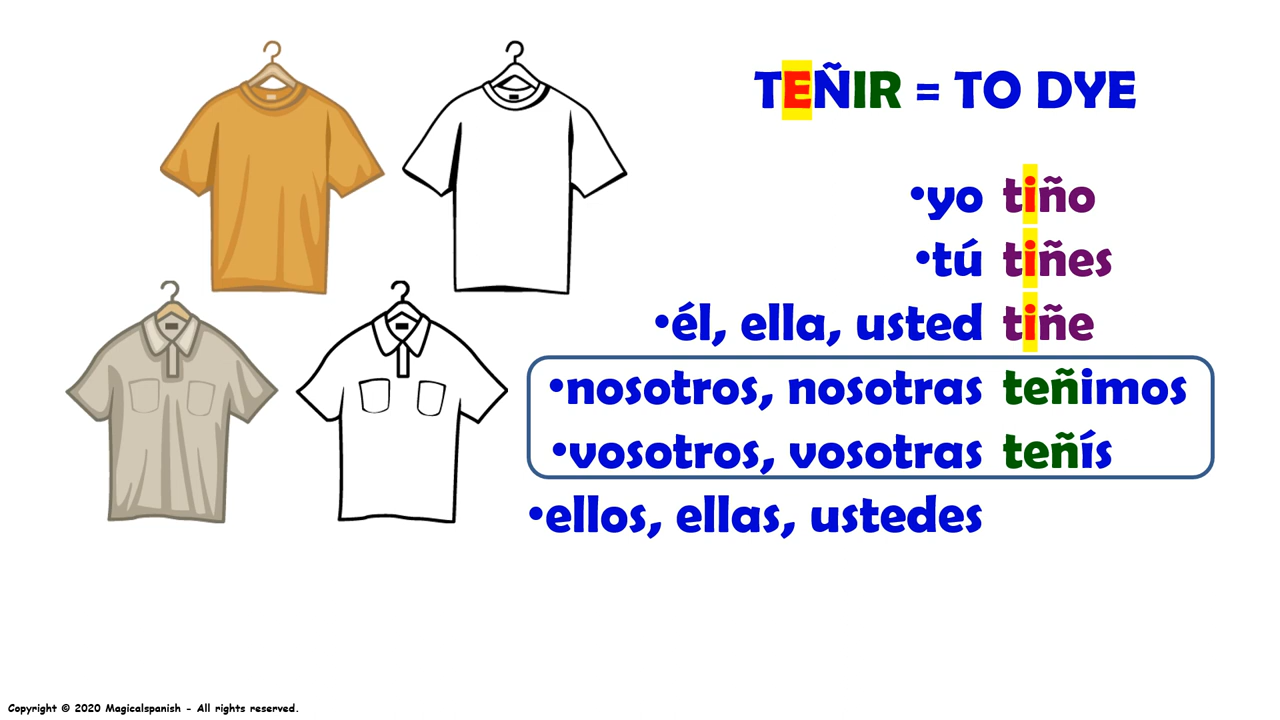 TEÑIR = TO DYE
•yo tiño
•tú tiñes
•él, ella, usted tiñe
•nosotros, nosotras teñimos
•vosotros, vosotras teñís
•ellos, ellas, ustedes
Copyright © 2020 Magicalspanish - All rights reserved.